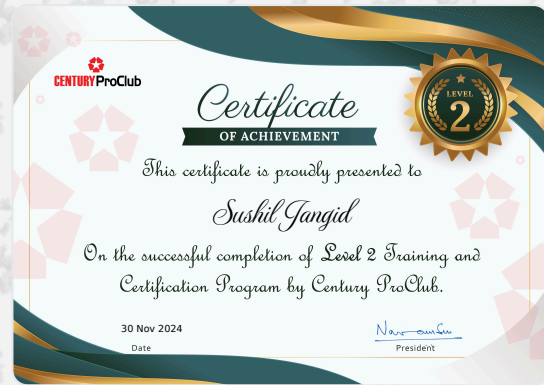 CENTURY ProClub
Certificate
OF ACHIEVEMENT
LEVEL
2
This certificate is proudly presented to
Sushil Jangid
On the successful completion of Level 2 Training and
Certification Program by Century ProClub.
30 Nov 2024
Date
President